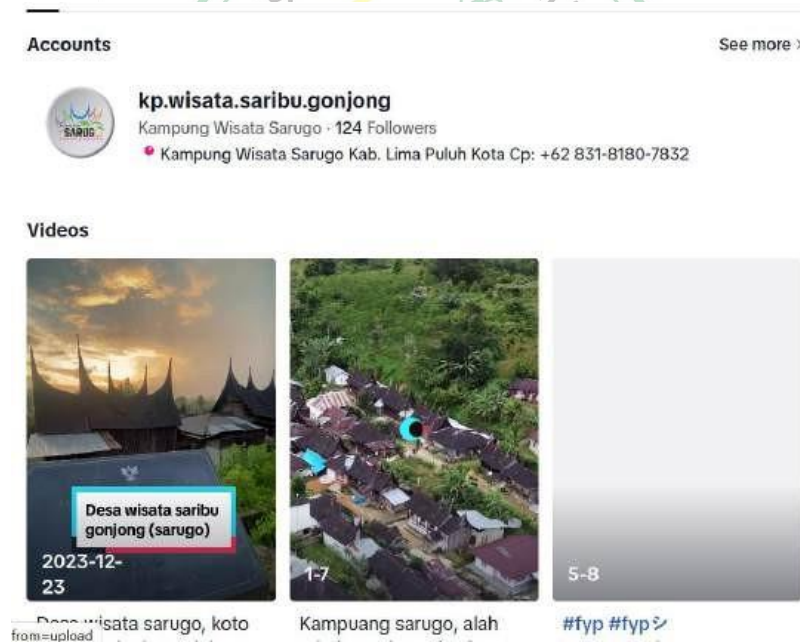 Accounts
See more
kp.wisata.saribu.gonjong
SARUGO
Kampung Wisata Sarugo · 124 Followers
Kampung Wisata Sarugo Kab. Lima Puluh Kota Cp: +62 831-8180-7832
Videos
Desa wisata saribu
gonjong (sarugo)
2023-12-
23
1-7
5-8
Desa wisata sarugo, koto
Kampuang sarugo, alah
#fyp #fypシ
from=upload